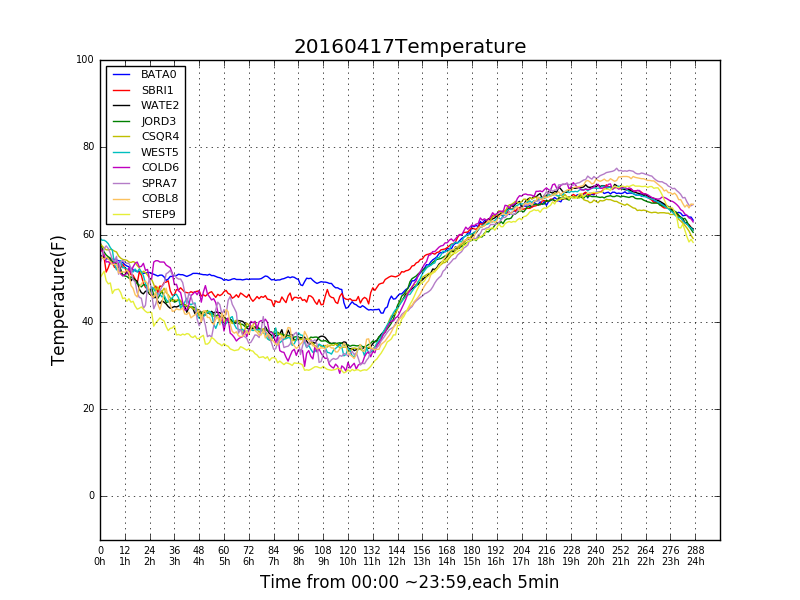 20160417Temperature
100
80
60
40
20
0
Temperature(F)
BATA0
SBRI1
WATE2
JORD3
CSQR4
WEST5
COLD6
SPRA7
COBL8
STEP9
0 12 24 36 48 60 72 84 96 108 120 132 144 156 168 180 192 204 216 228 240 252 264 276 288
0h 1h 2h 3h 4h 5h 6h 7h 8h 9h 10h 11h 12h 13h 14h 15h 16h 17h 18h 19h 20h 21h 22h 23h 24h
Time from 00:00 ~23:59,each 5min